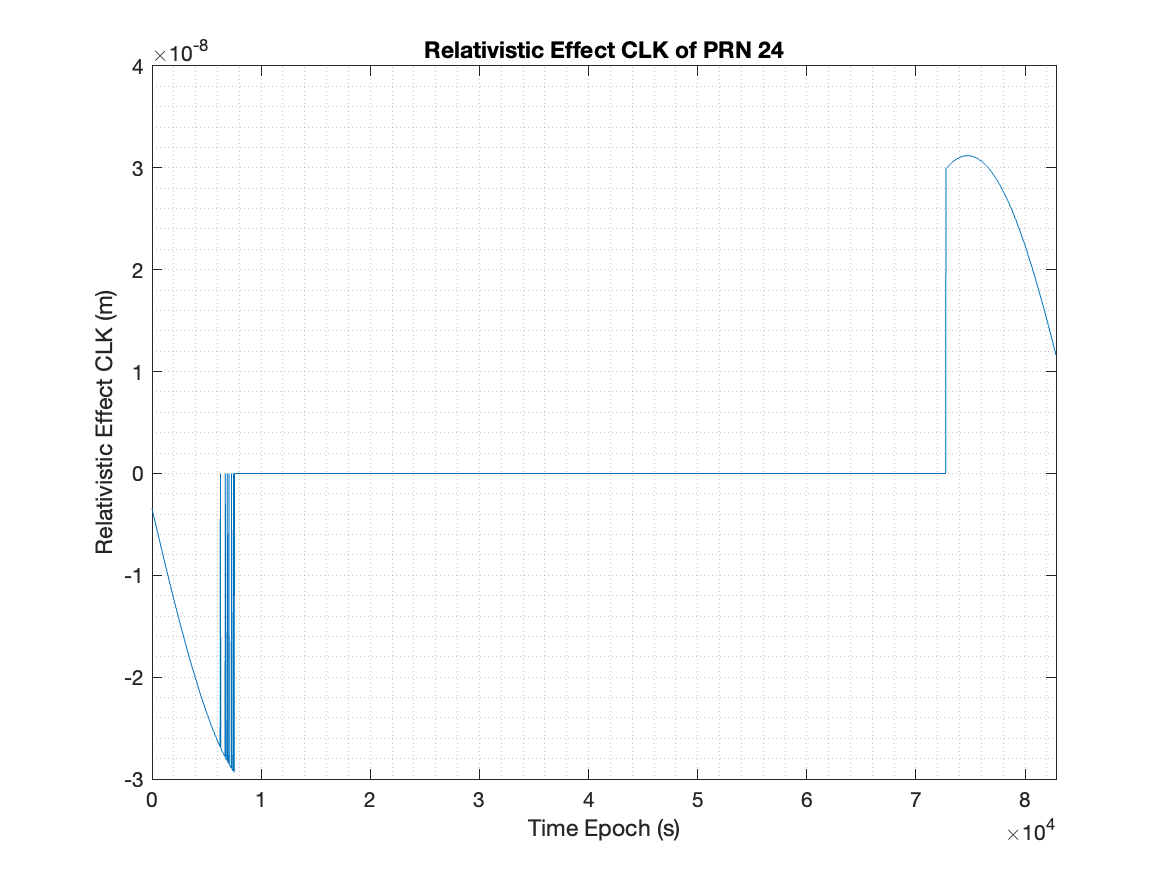 Relativistic Effect CLK of PRN 24
×10-8
4
3
2
1
0
-1
-2
-3
Relativistic Effect CLK (m)
0 1 2 3 4 5 6 7 8
Time Epoch (s)
×104